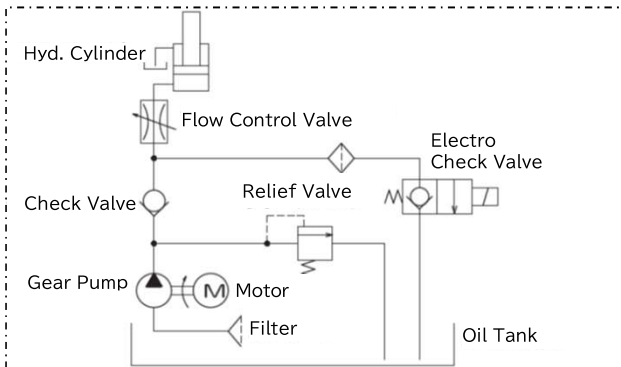 Hyd. Cylinder
Flow Control Valve
Electro
Check Valve
Relief Valve
Check Valve
Gear Pump
M
Motor
Filter
Oil Tank